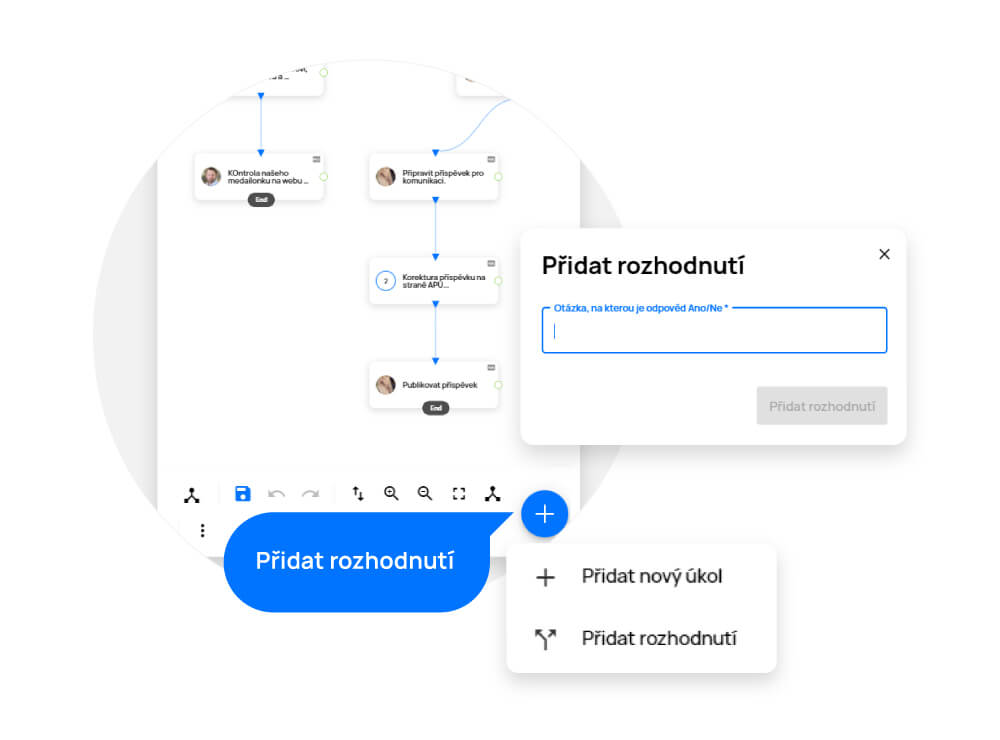 KOntrola našeho
medailonku na webu ...
End
Připravit příspěvek pro
komunikaci.
2
Korektura příspěvku na
straně APÚ...
Publikovat příspěvek
End
Přidat rozhodnutí
Otázka, na kterou je odpověd Ano/Ne *
Přidat rozhodnutí
Přidat rozhodnutí
Přidat nový úkol
Přidat rozhodnutí